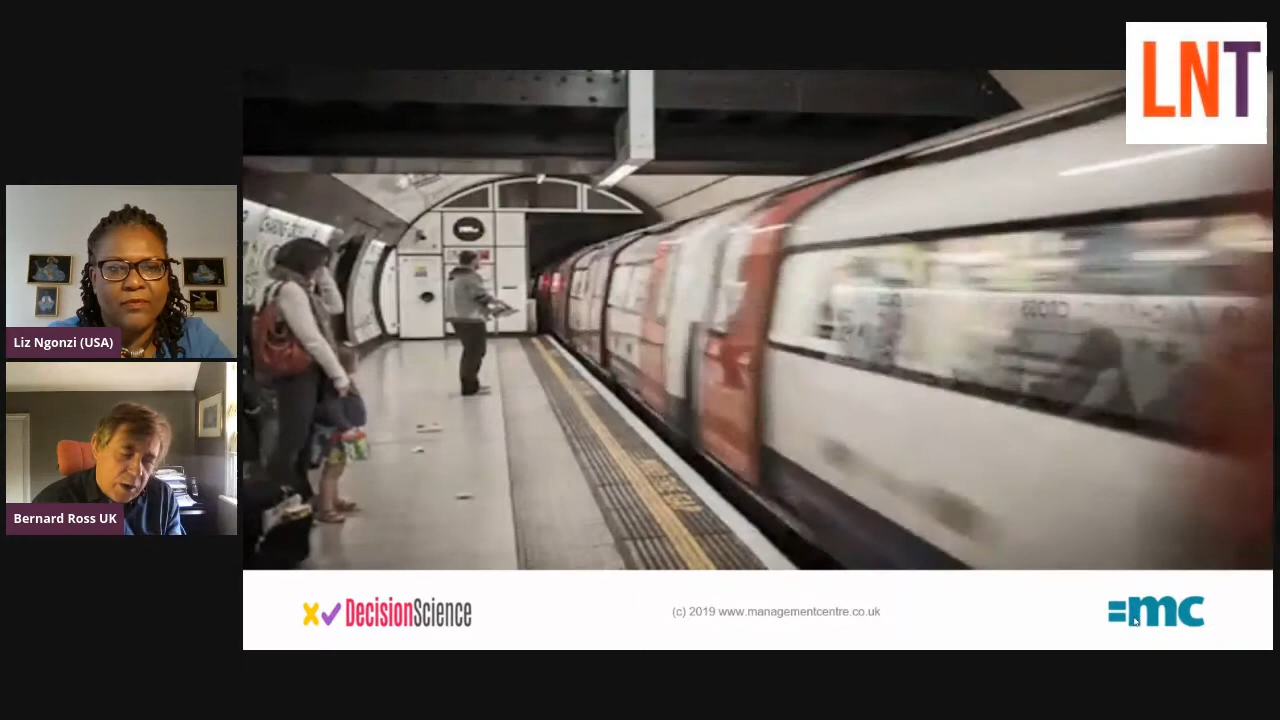 LNT
Liz Ngonzi (USA)
Bernard Ross UK
DecisionScience
(c) 2019 www.managementcentre.co.uk
=mc